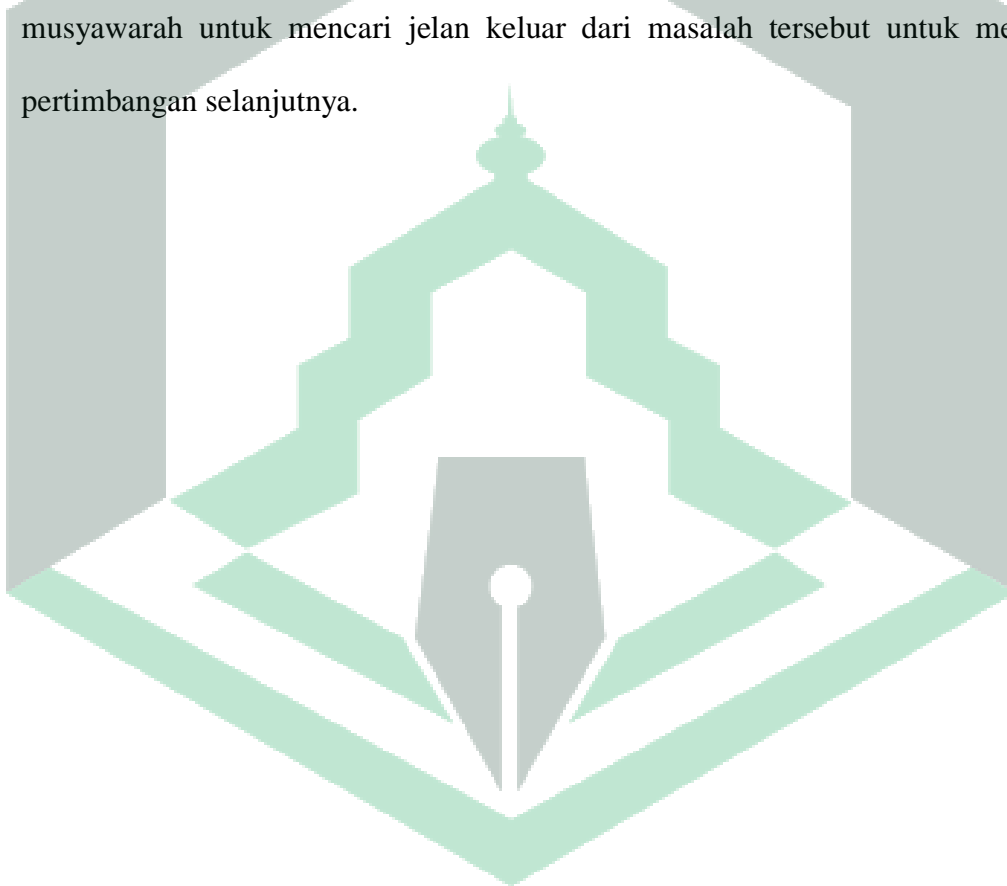 musyawarah untuk mencari jelan keluar dari masalah tersebut untuk me
pertimbangan selanjutnya.